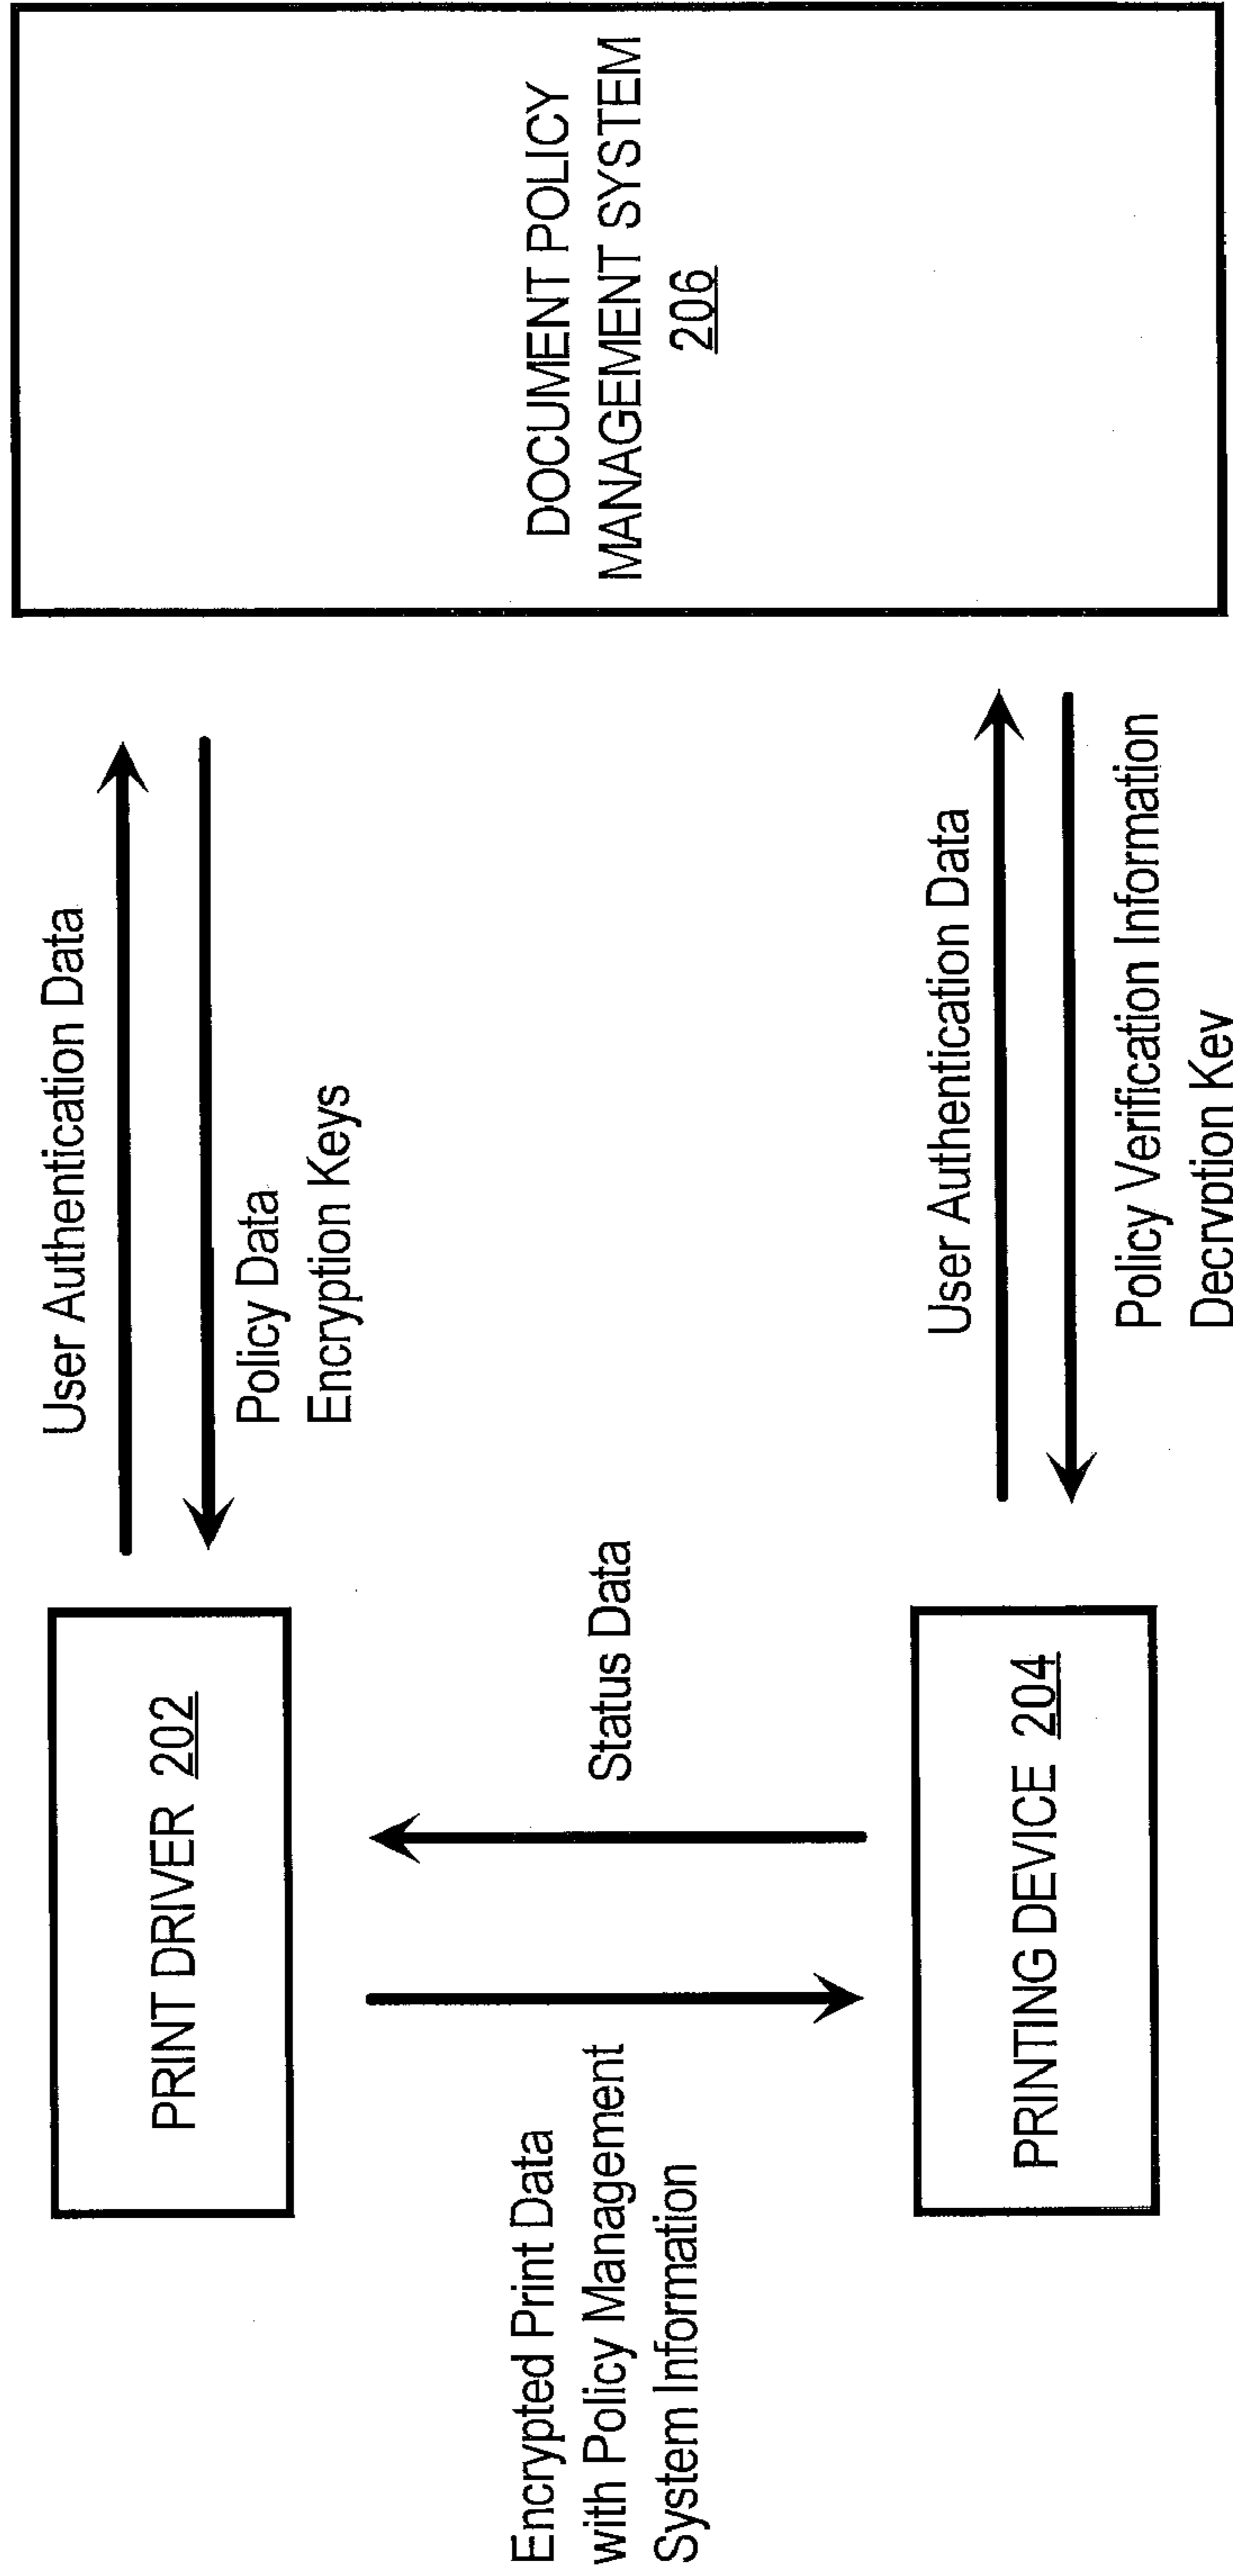 User Authentication Data
Policy Data
Encryption Keys
PRINT DRIVER 202
DOCUMENT POLICY
MANAGEMENT SYSTEM
206
Encrypted Print Data
with Policy Management
System Information
Status Data
User Authentication Data
Policy Verification Information
Decryption Key
PRINTING DEVICE 204